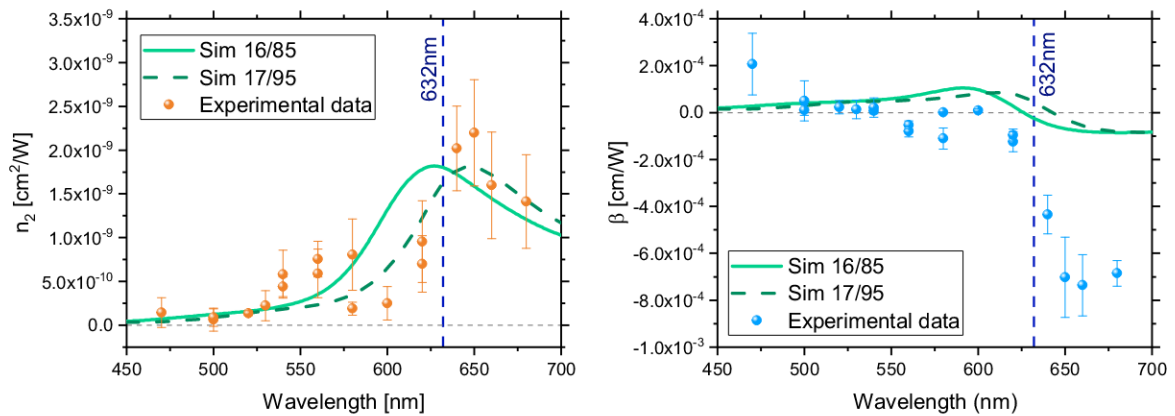 3.5x10⁻⁹
3.0x10⁻⁹
2.5x10⁻⁹
2.0x10⁻⁹
1.5x10⁻⁹
1.0x10⁻⁹
5.0x10⁻¹⁰
0.0
n₂ [cm²/W]
Sim 16/85
Sim 17/95
Experimental data
632nm
450 500 550 600 650 700
Wavelength [nm]
4.0x10⁻⁴
2.0x10⁻⁴
0.0
-2.0x10⁻⁴
-4.0x10⁻⁴
-6.0x10⁻⁴
-8.0x10⁻⁴
-1.0x10⁻³
β [cm/W]
632nm
Sim 16/85
Sim 17/95
Experimental data
450 500 550 600 650 700
Wavelength (nm)